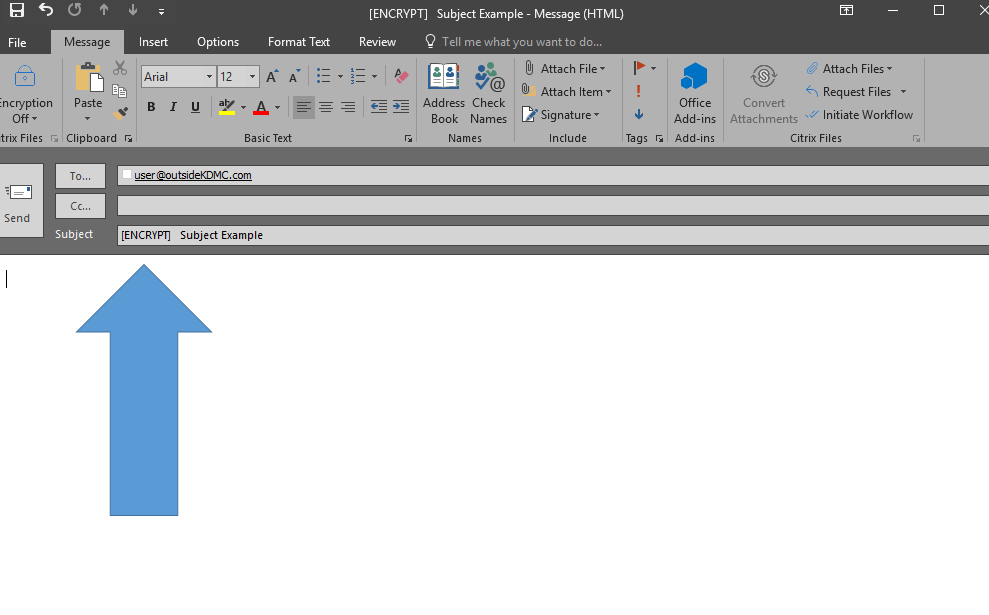 [ENCRYPT]   Subject Example - Message (HTML)
File Message Insert Options Format Text Review Tell me what you want to do...
Arial 12 Attach File Attach Files
Encryption Off Paste Address Book Check Names Attach Item Office Add-ins Convert Attachments Request Files
B I U ab A Signature Initiate Workflow
trix Files Clipboard Basic Text Names Include Tags Add-ins Citrix Files
To... user@outsideKDMC.com
Cc...
Send
Subject [ENCRYPT]   Subject Example